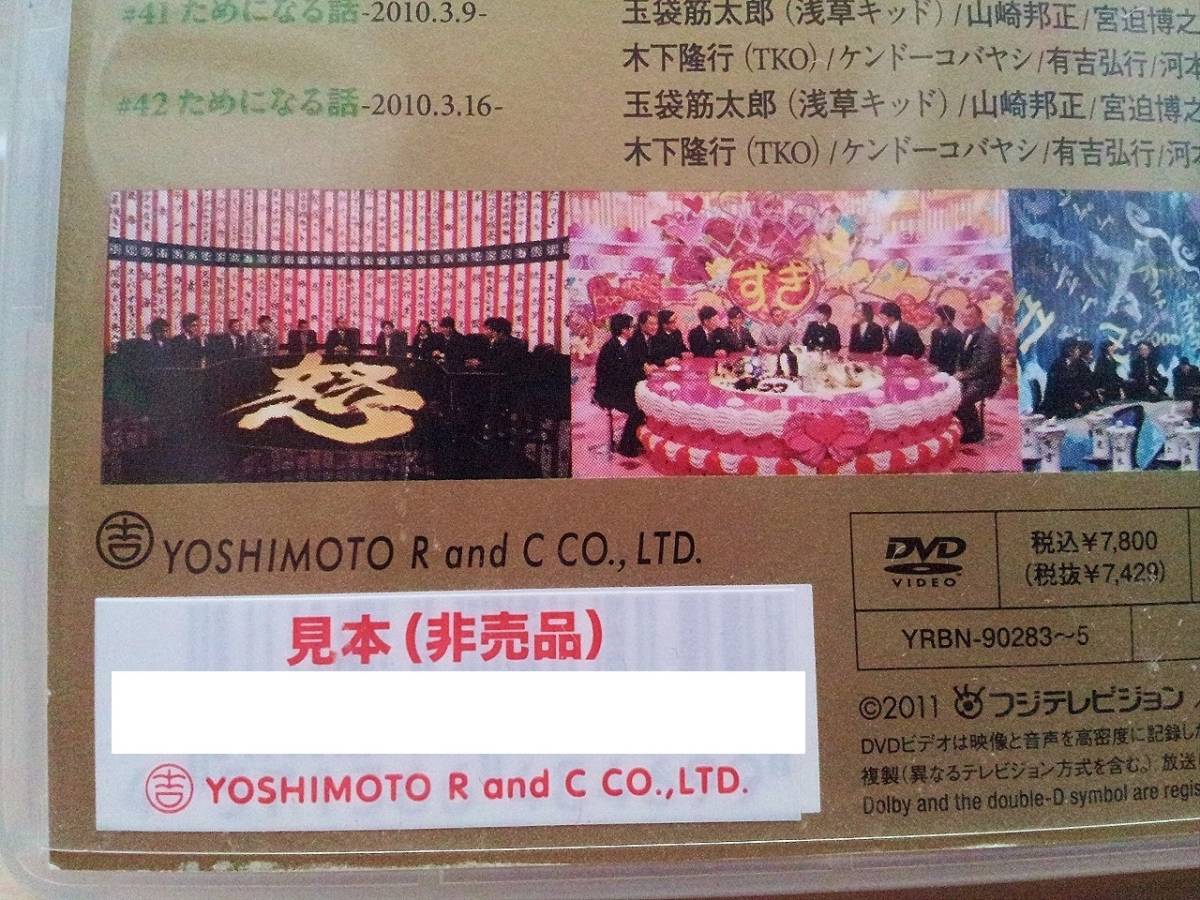 #41 ためになる話-2010.3.9-
玉袋筋太郎(浅草キッド)/山崎邦正/宮迫博之
木下隆行(TKO)/ケンドーコバヤシ/有吉弘行/河本
#42 ためになる話-2010.3.16-
玉袋筋太郎(浅草キッド)/山崎邦正/宮迫博之
木下隆行(TKO)/ケンドーコバヤシ/有吉弘行/河本
怒
すぎ
吉 YOSHIMOTO R and C CO., LTD.
DVD
VIDEO
税込¥7,800
(税抜¥7,429)
YRBN-90283〜5
見本(非売品)
吉 YOSHIMOTO R and C CO.,LTD.
©2011 フジテレビジョン
DVDビデオは映像と音声を高密度に記録した
複製(異なるテレビジョン方式を含む。)放送
Dolby and the double-D symbol are regis